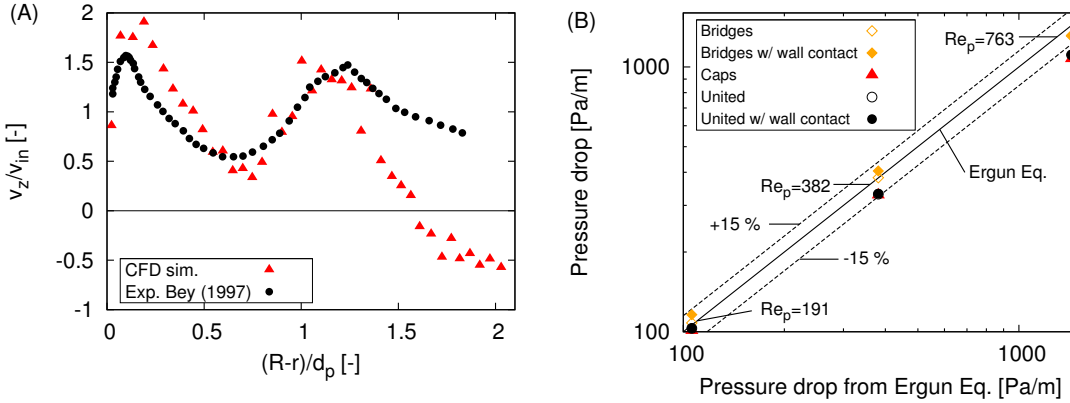 (A)
v_z/v_in [-]
2
1.5
1
0.5
0
-0.5
-1
CFD sim.
Exp. Bey (1997)
0
0.5
1
1.5
2
(R-r)/d_p [-]
(B)
Pressure drop [Pa/m]
1000
100
Bridges
Bridges w/ wall contact
Caps
United
United w/ wall contact
Re_p=763
Re_p=382
Ergun Eq.
+15 %
-15 %
Re_p=191
100
1000
Pressure drop from Ergun Eq. [Pa/m]